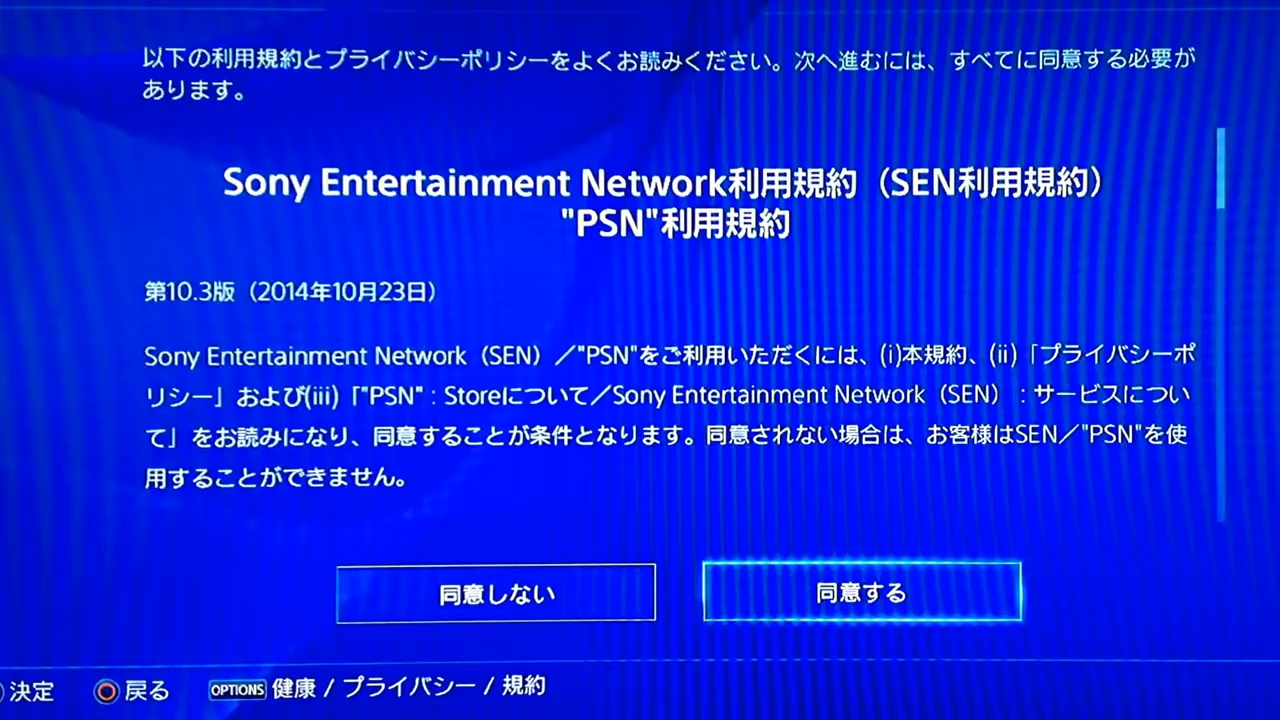 以下の利用規約とプライバシーポリシーをよくお読みください。次へ進むには、すべてに同意する必要が
あります。
Sony Entertainment Network利用規約（SEN利用規約）
"PSN"利用規約
第10.3版（2014年10月23日）
Sony Entertainment Network（SEN）／"PSN"をご利用いただくには、(i)本規約、(ii)「プライバシーポ
リシー」および(iii)「"PSN"：Storeについて／Sony Entertainment Network（SEN）：サービスについ
て」をお読みになり、同意することが条件となります。同意されない場合は、お客様はSEN／"PSN"を使
用することができません。
同意しない
同意する
決定
戻る
OPTIONS 健康 / プライバシー / 規約